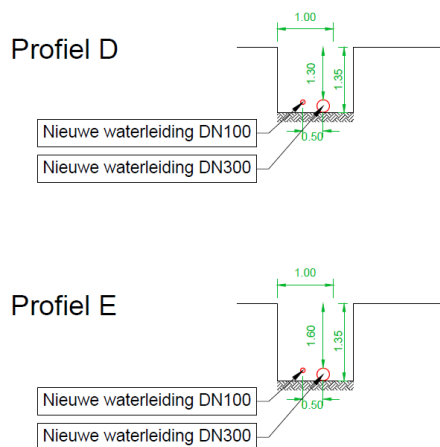 Profiel D
1.00
1.30
1.35
Nieuwe waterleiding DN100
0.50
Nieuwe waterleiding DN300
Profiel E
1.00
1.60
1.35
Nieuwe waterleiding DN100
0.50
Nieuwe waterleiding DN300